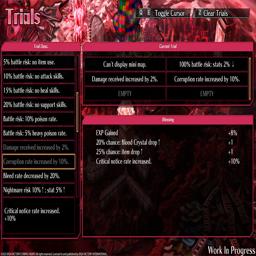 Trials
Toggle Cursor
Clear Trials
Trial Items
Current Trial
5% battle risk: no item use.
10% battle risk: no attack skills.
15% battle risk: no heal skills.
20% battle risk: no support skills.
Battle risk: 10% poison rate.
Battle risk: 5% heavy poison rate.
Damage received increased by 2%.
Corruption rate increased by 10%.
Bleed rate decreased by 20%.
Nightmare risk 10% ↑ ; stat 5% ↑
Critical notice rate increased.
+10%
Can't display mini map.
100% battle risk: stats 2% ↓
Damage received increased by 2%.
Corruption rate increased by 10%.
EMPTY
EMPTY
Blessing
EXP Gained +8%
20% chance: Blood Crystal drop ↑ +1
25% chance: item drop ↑ +1
Critical notice rate increased. +10%
Work In Progress